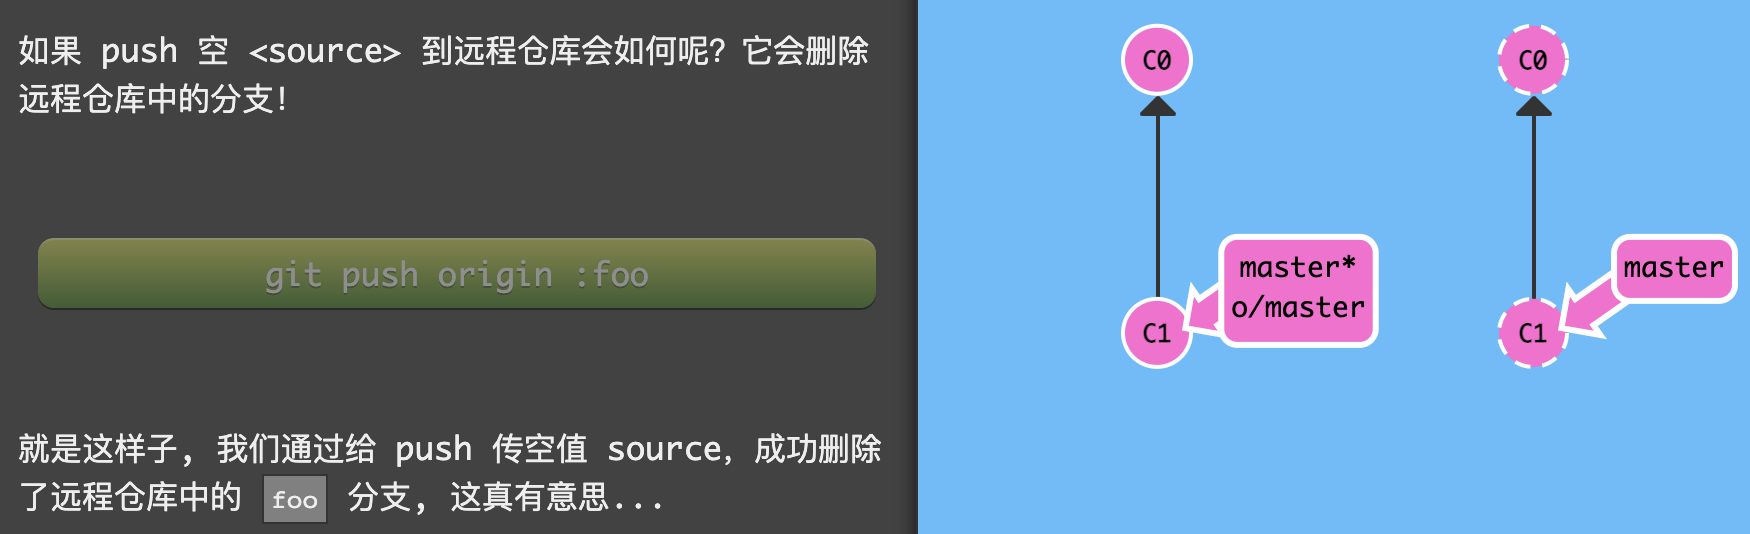 如果 push 空 <source> 到远程仓库会如何呢？它会删除
远程仓库中的分支！
git push origin :foo
就是这样子, 我们通过给 push 传空值 source, 成功删除
了远程仓库中的 foo 分支, 这真有意思...
C0
C0
master*
o/master
master
C1
C1